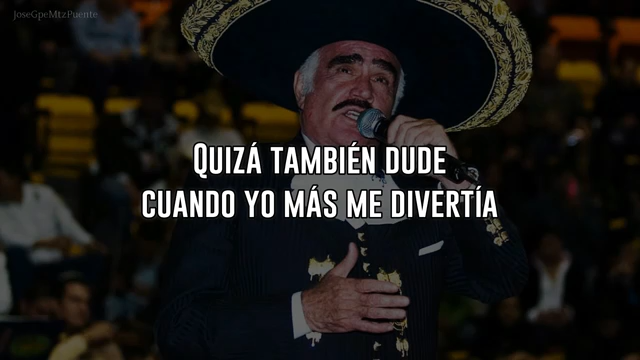 JoseGpeMtzPuente
QUIZÁ TAMBIÉN DUDE
CUANDO YO MÁS ME DIVERTÍA